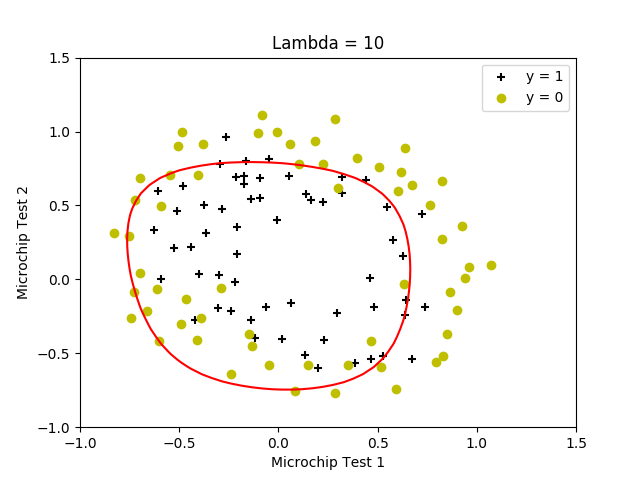 Lambda = 10
y = 1
y = 0
1.5
1.0
0.5
0.0
−0.5
−1.0
Microchip Test 2
−1.0 −0.5 0.0 0.5 1.0 1.5
Microchip Test 1